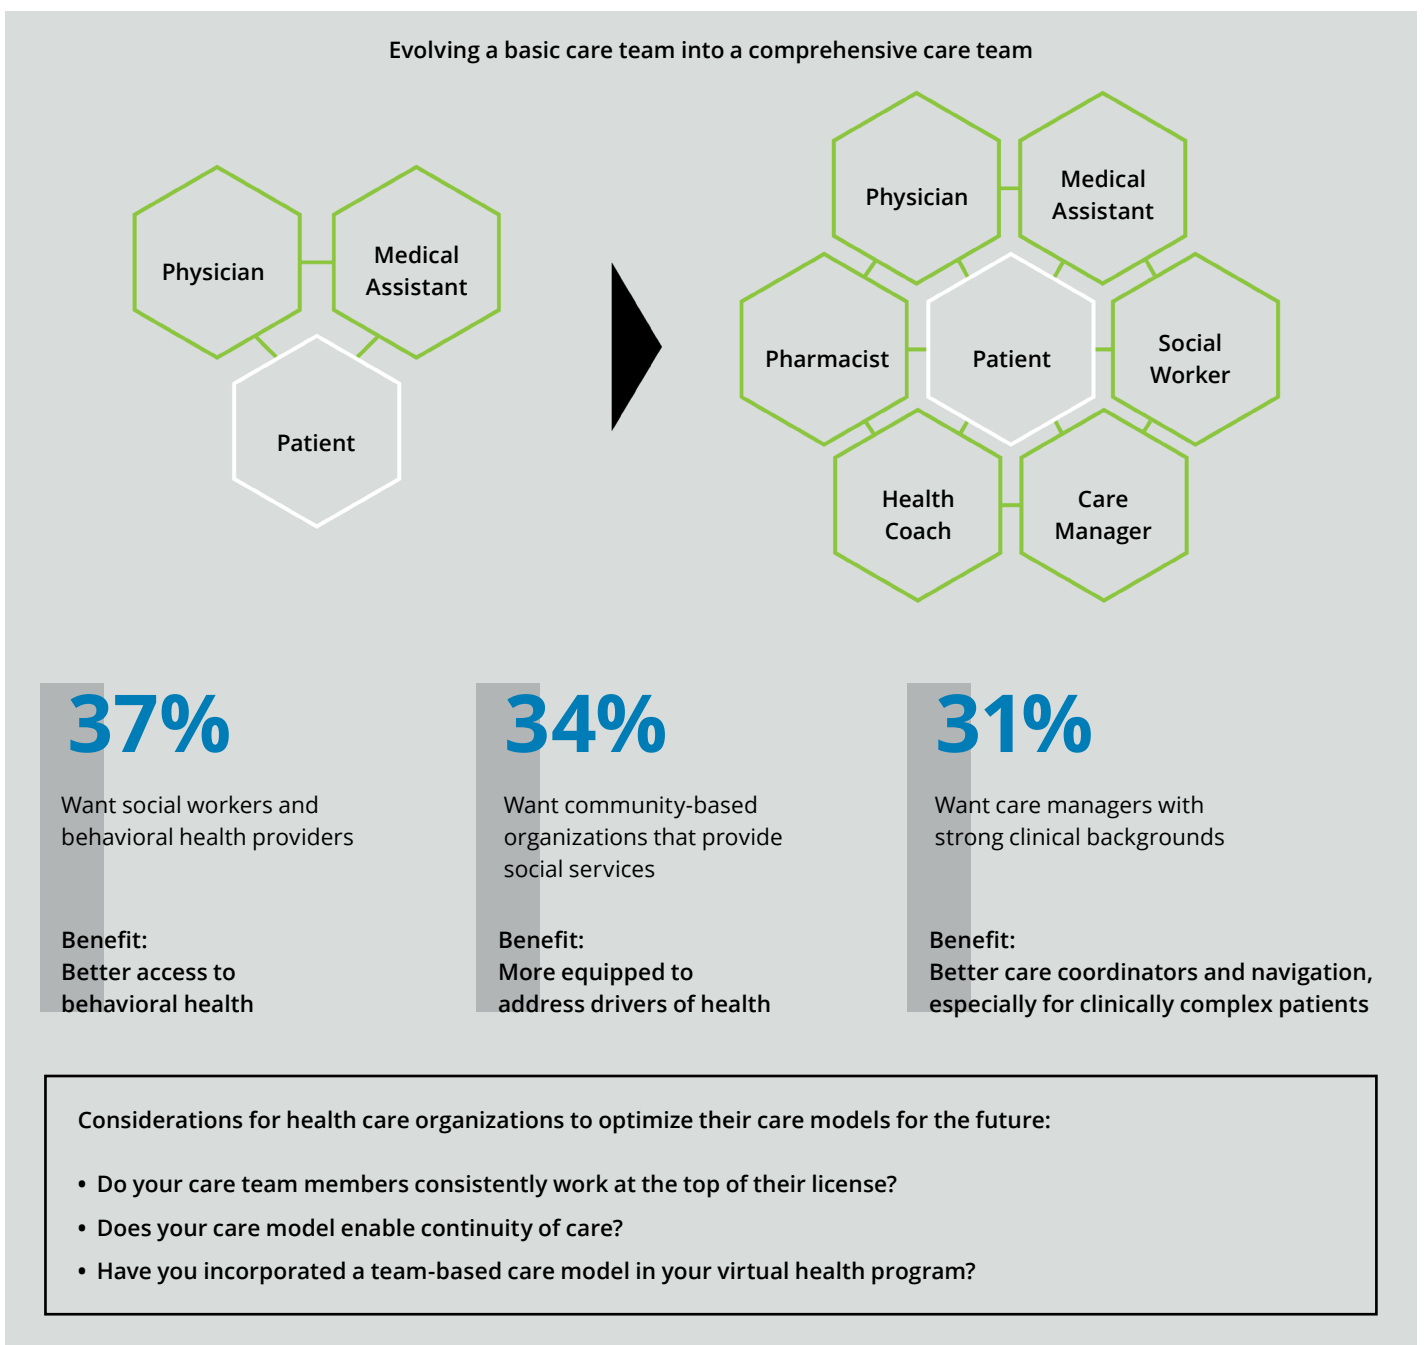 Evolving a basic care team into a comprehensive care team
Physician
Medical
Assistant
Patient
Physician
Medical
Assistant
Pharmacist
Patient
Social
Worker
Health
Coach
Care
Manager
37%
Want social workers and
behavioral health providers
Benefit:
Better access to
behavioral health
34%
Want community-based
organizations that provide
social services
Benefit:
More equipped to
address drivers of health
31%
Want care managers with
strong clinical backgrounds
Benefit:
Better care coordinators and navigation,
especially for clinically complex patients
Considerations for health care organizations to optimize their care models for the future:
• Do your care team members consistently work at the top of their license?
• Does your care model enable continuity of care?
• Have you incorporated a team-based care model in your virtual health program?